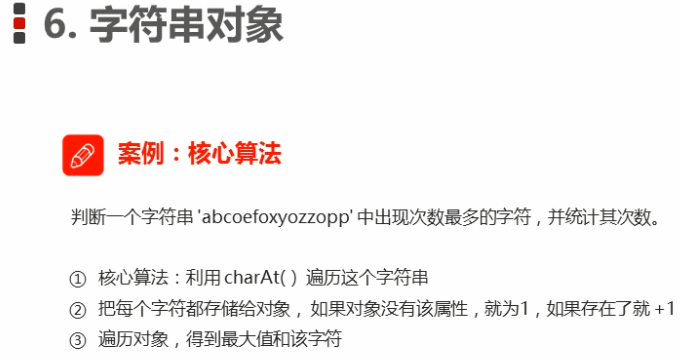 6. 字符串对象
案例：核心算法
判断一个字符串 'abcoefoxyozzopp' 中出现次数最多的字符，并统计其次数。
① 核心算法：利用 charAt( ) 遍历这个字符串
② 把每个字符都存储给对象， 如果对象没有该属性，就为1，如果存在了就 +1
③ 遍历对象，得到最大值和该字符